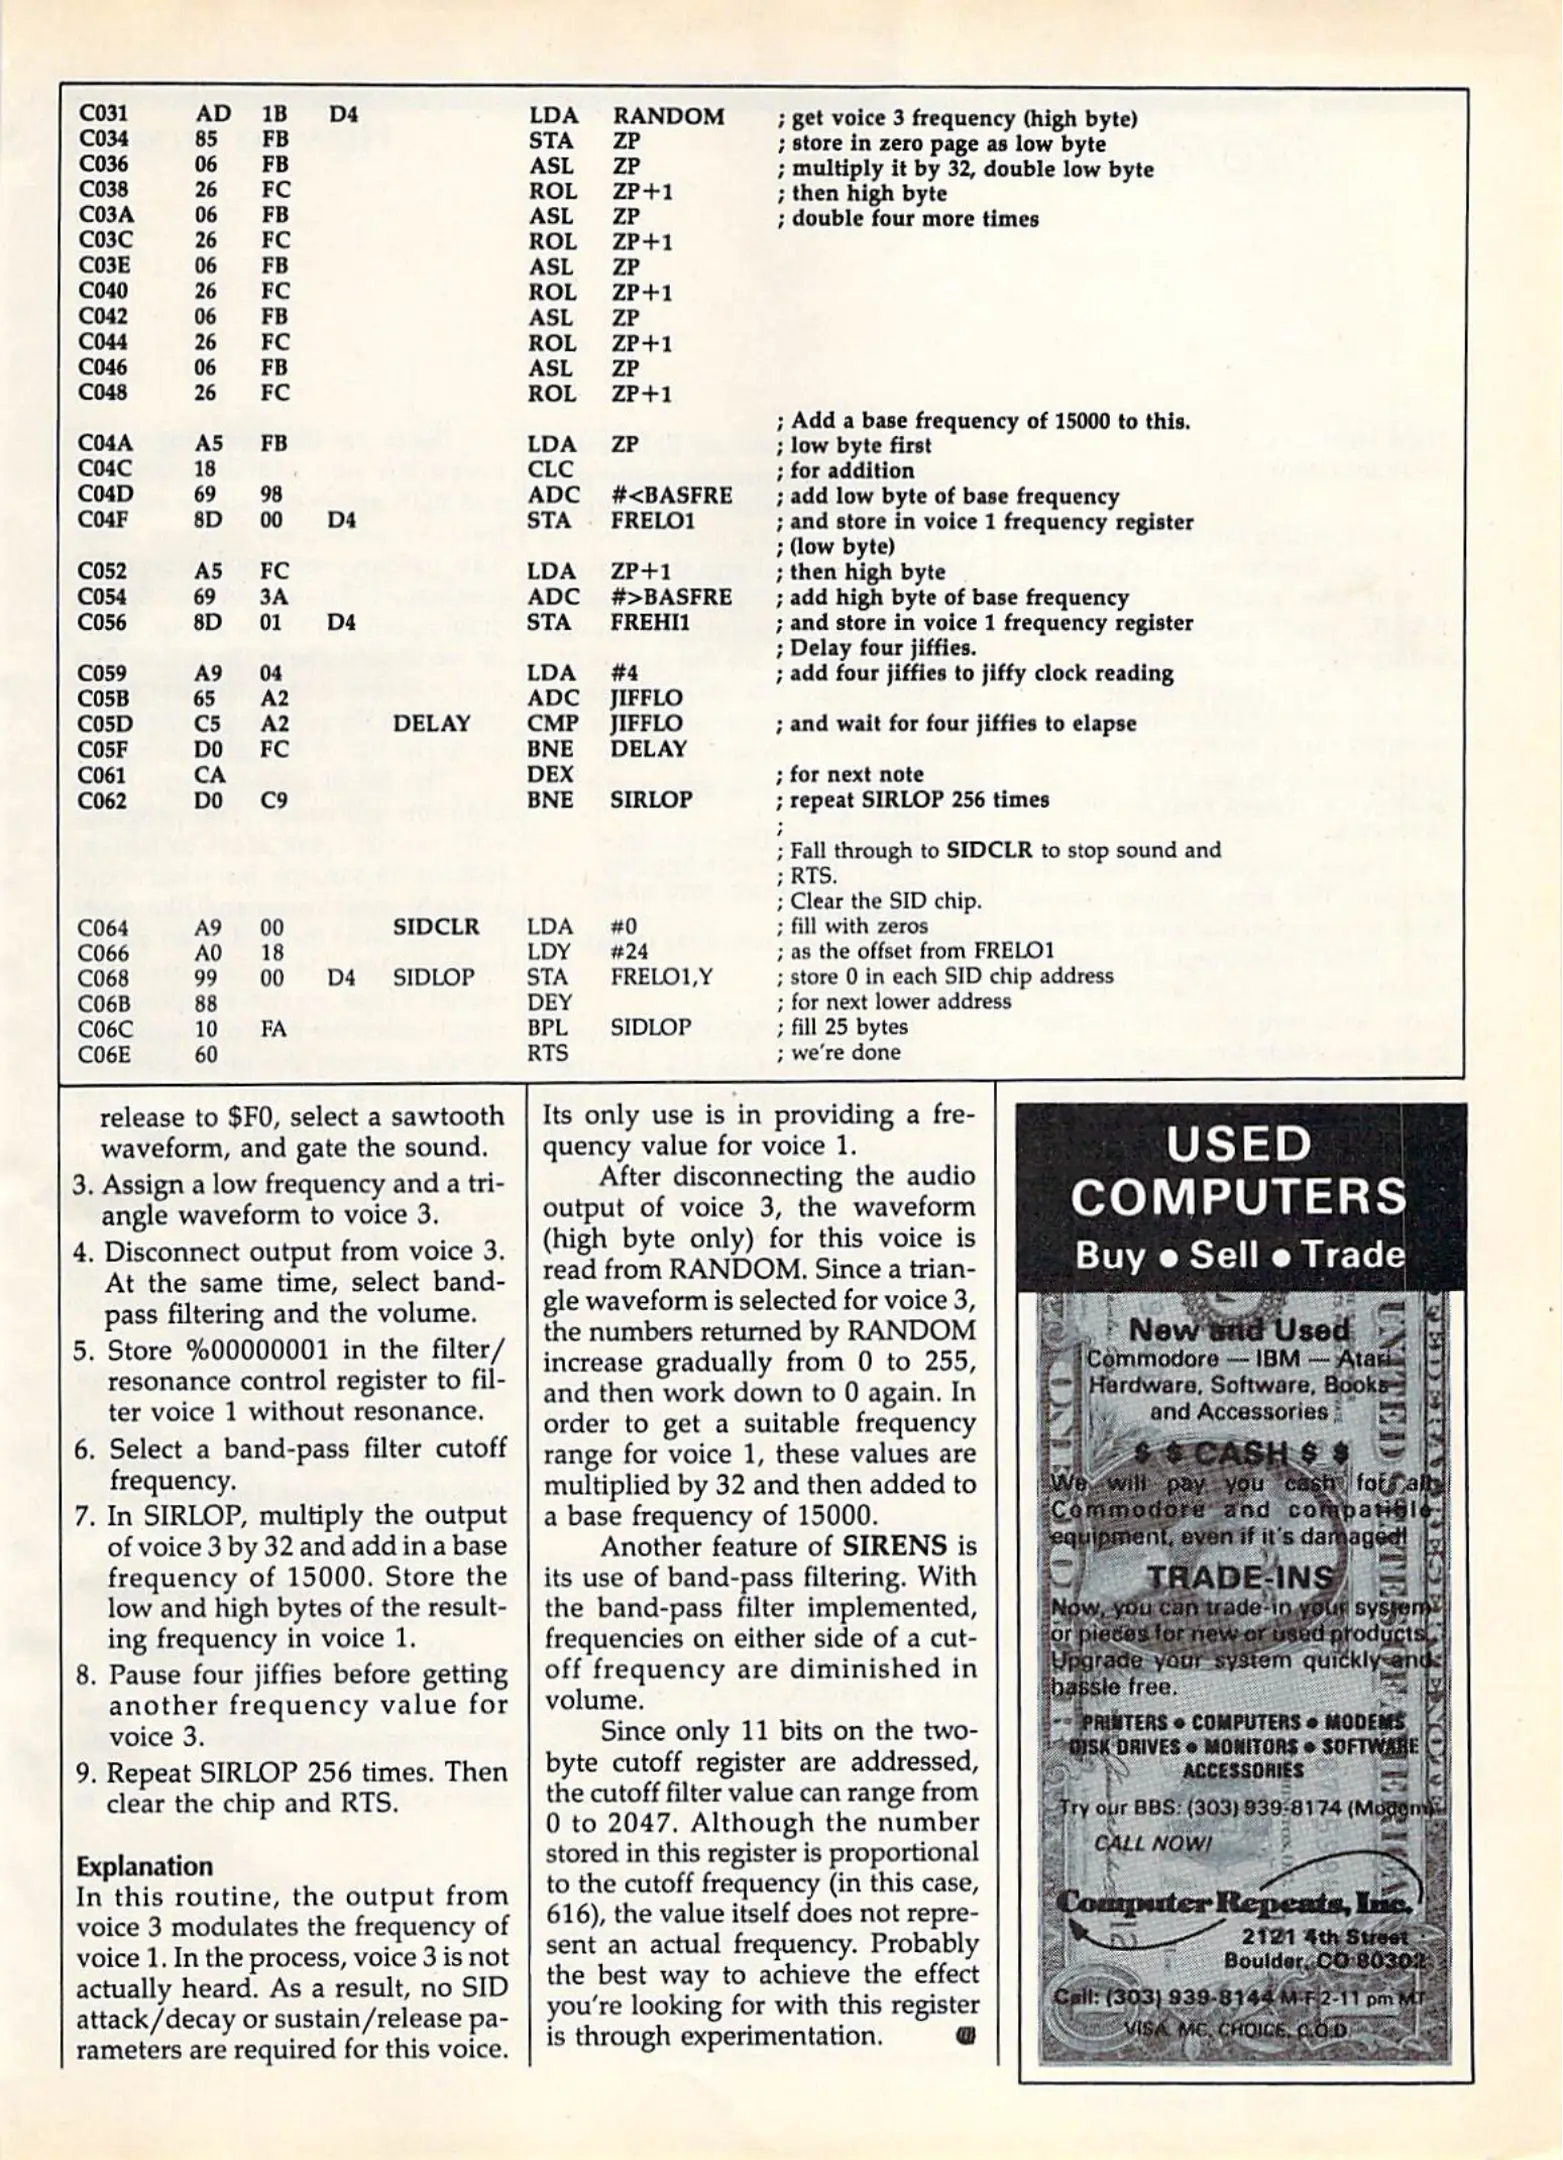 C031 AD 1B D4 LDA RANDOM ; get voice 3 frequency (high byte)
C034 85 FB STA ZP ; store in zero page as low byte
C036 06 FB ASL ZP ; multiply it by 32, double low byte
C038 26 FC ROL ZP+1 ; then high byte
C03A 06 FB ASL ZP ; double four more times
C03C 26 FC ROL ZP+1
C03E 06 FB ASL ZP
C040 26 FC ROL ZP+1
C042 06 FB ASL ZP
C044 26 FC ROL ZP+1
C046 06 FB ASL ZP
C048 26 FC ROL ZP+1
; Add a base frequency of 15000 to this.
C04A A5 FB LDA ZP ; low byte first
C04C 18 CLC ; for addition
C04D 69 98 ADC #<BASFRE ; add low byte of base frequency
C04F 8D 00 D4 STA FRELO1 ; and store in voice 1 frequency register
; (low byte)
C052 A5 FC LDA ZP+1 ; then high byte
C054 69 3A ADC #>BASFRE ; add high byte of base frequency
C056 8D 01 D4 STA FREHI1 ; and store in voice 1 frequency register
; Delay four jiffies.
C059 A9 04 LDA #4 ; add four jiffies to jiffy clock reading
C05B 65 A2 ADC JIFFLO
C05D C5 A2 DELAY CMP JIFFLO ; and wait for four jiffies to elapse
C05F D0 FC BNE DELAY
C061 CA DEX ; for next note
C062 D0 C9 BNE SIRLOP ; repeat SIRLOP 256 times
;
; Fall through to SIDCLR to stop sound and
; RTS.
; Clear the SID chip.
C064 A9 00 SIDCLR LDA #0 ; fill with zeros
C066 A0 18 LDY #24 ; as the offset from FRELO1
C068 99 00 D4 SIDLOP STA FRELO1,Y ; store 0 in each SID chip address
C06B 88 DEY ; for next lower address
C06C 10 FA BPL SIDLOP ; fill 25 bytes
C06E 60 RTS ; we're done
release to $F0, select a sawtooth
waveform, and gate the sound.
3. Assign a low frequency and a tri-
angle waveform to voice 3.
4. Disconnect output from voice 3.
At the same time, select band-
pass filtering and the volume.
5. Store %00000001 in the filter/
resonance control register to fil-
ter voice 1 without resonance.
6. Select a band-pass filter cutoff
frequency.
7. In SIRLOP, multiply the output
of voice 3 by 32 and add in a base
frequency of 15000. Store the
low and high bytes of the result-
ing frequency in voice 1.
8. Pause four jiffies before getting
another frequency value for
voice 3.
9. Repeat SIRLOP 256 times. Then
clear the chip and RTS.
Explanation
In this routine, the output from
voice 3 modulates the frequency of
voice 1. In the process, voice 3 is not
actually heard. As a result, no SID
attack/decay or sustain/release pa-
rameters are required for this voice.
Its only use is in providing a fre-
quency value for voice 1.
After disconnecting the audio
output of voice 3, the waveform
(high byte only) for this voice is
read from RANDOM. Since a trian-
gle waveform is selected for voice 3,
the numbers returned by RANDOM
increase gradually from 0 to 255,
and then work down to 0 again. In
order to get a suitable frequency
range for voice 1, these values are
multiplied by 32 and then added to
a base frequency of 15000.
Another feature of SIRENS is
its use of band-pass filtering. With
the band-pass filter implemented,
frequencies on either side of a cut-
off frequency are diminished in
volume.
Since only 11 bits on the two-
byte cutoff register are addressed,
the cutoff filter value can range from
0 to 2047. Although the number
stored in this register is proportional
to the cutoff frequency (in this case,
616), the value itself does not repre-
sent an actual frequency. Probably
the best way to achieve the effect
you're looking for with this register
is through experimentation.
USED
COMPUTERS
Buy ● Sell ● Trade
New and Used
Commodore — IBM — Atari
Hardware, Software, Books
and Accessories
$ $ CASH $ $
We will pay you cash for all
Commodore and compatible
equipment, even if it's damaged!
TRADE-INS
Now, you can trade-in your system
or pieces for new or used products.
Upgrade your system quickly and
hassle free.
PRINTERS ● COMPUTERS ● MODEMS
DISK DRIVES ● MONITORS ● SOFTWARE
ACCESSORIES
Try our BBS: (303) 939-8174 (Modem)
CALL NOW!
Computer Repeats, Inc.
2121 4th Street
Boulder, CO 80302
Call: (303) 939-8144 M-F 2-11 pm MT
VISA, MC, CHOICE, C.O.D